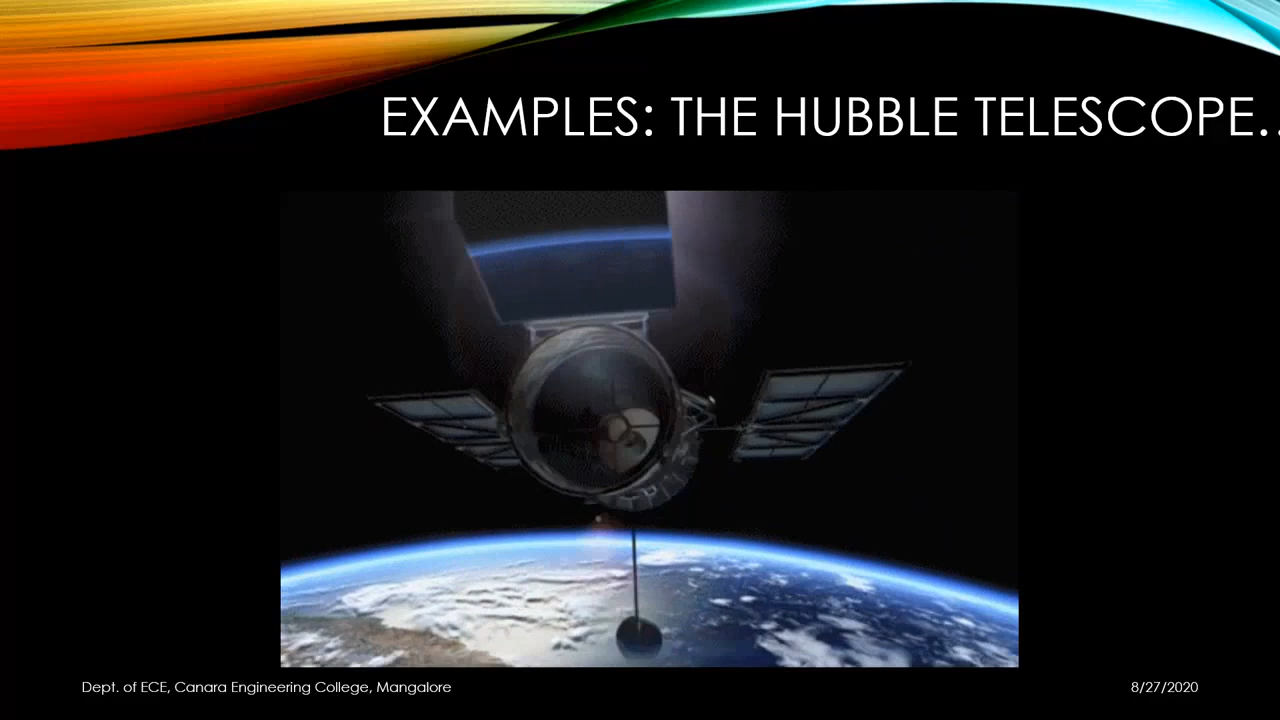 EXAMPLES: THE HUBBLE TELESCOPE..
Dept. of ECE, Canara Engineering College, Mangalore
8/27/2020